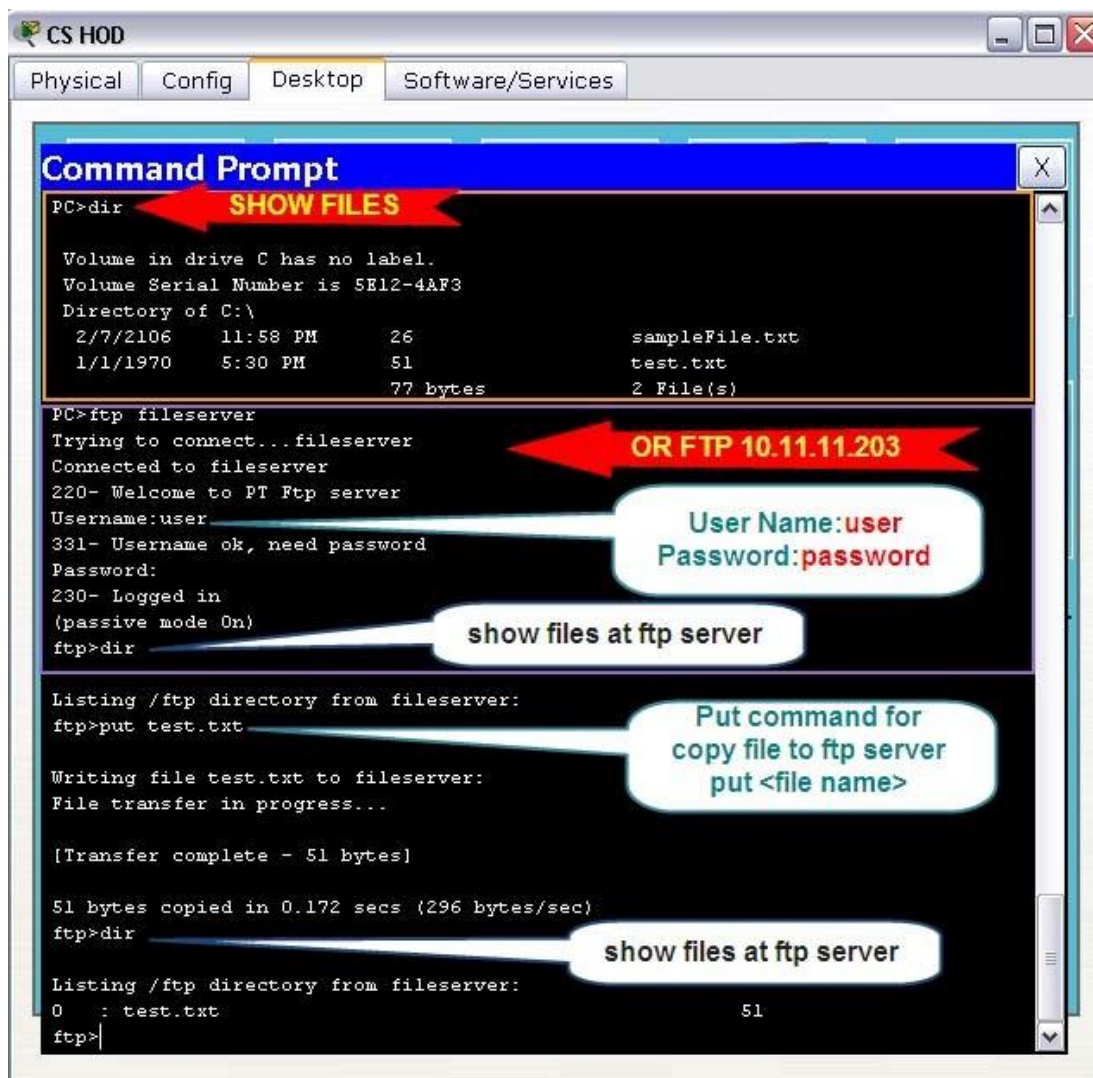 CS HOD
Physical Config Desktop Software/Services
Command Prompt X
PC>dir SHOW FILES
Volume in drive C has no label.
Volume Serial Number is 5E12-4AF3
Directory of C:\
2/7/2106 11:58 PM 26 sampleFile.txt
1/1/1970 5:30 PM 51 test.txt
77 bytes 2 File(s)
PC>ftp fileserver
Trying to connect...fileserver
OR FTP 10.11.11.203
Connected to fileserver
220- Welcome to PT Ftp server
Username:user
User Name:user
Password:password
331- Username ok, need password
Password:
230- Logged in
(passive mode On)
ftp>dir
show files at ftp server
Listing /ftp directory from fileserver:
ftp>put test.txt
Put command for
copy file to ftp server
put <file name>
Writing file test.txt to fileserver:
File transfer in progress...
[Transfer complete - 51 bytes]
51 bytes copied in 0.172 secs (296 bytes/sec)
ftp>dir
show files at ftp server
Listing /ftp directory from fileserver:
0 : test.txt 51
ftp>